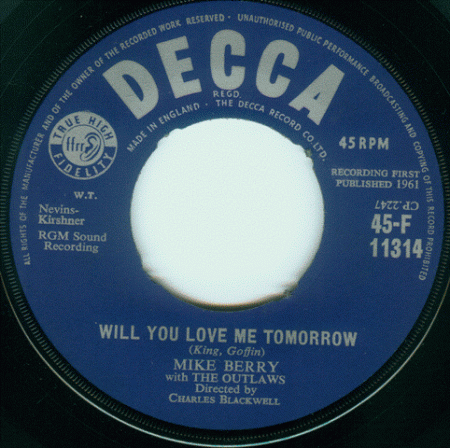 ALL RIGHTS OF THE MANUFACTURER AND OF THE OWNER OF THE RECORDED WORK RESERVED · UNAUTHORISED PUBLIC PERFORMANCE BROADCASTING AND COPYING OF THIS RECORD PROHIBITED
DECCA
REGD.
MADE IN ENGLAND · THE DECCA RECORD CO. LTD.
TRUE HIGH
ffrr
FIDELITY
45 RPM
RECORDING FIRST
PUBLISHED 1961
W.T.
CP.2247
Nevins-
Kirshner
45-F
11314
RGM Sound
Recording
WILL YOU LOVE ME TOMORROW
(King, Goffin)
MIKE BERRY
with THE OUTLAWS
Directed by
CHARLES BLACKWELL